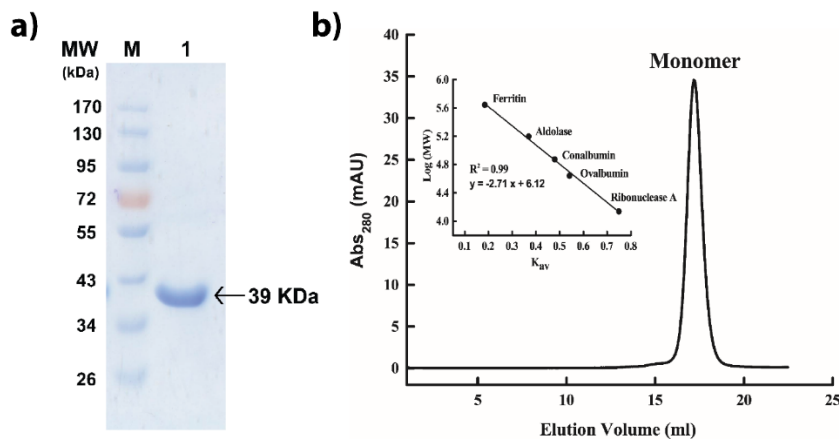 a)
MW M 1
(kDa)
170
130
95
72
55
43
34
26
39 KDa
b)
Monomer
Abs280 (mAU)
40
35
30
25
20
15
10
5
0
5 10 15 20 25
Elution Volume (ml)
Log (MW)
5.6
5.2
4.8
4.4
4.0
0.1 0.2 0.3 0.4 0.5 0.6 0.7 0.8
Kav
Ferritin
Aldolase
Conalbumin
Ovalbumin
Ribonuclease A
R² = 0.99
y = -2.71 x + 6.12